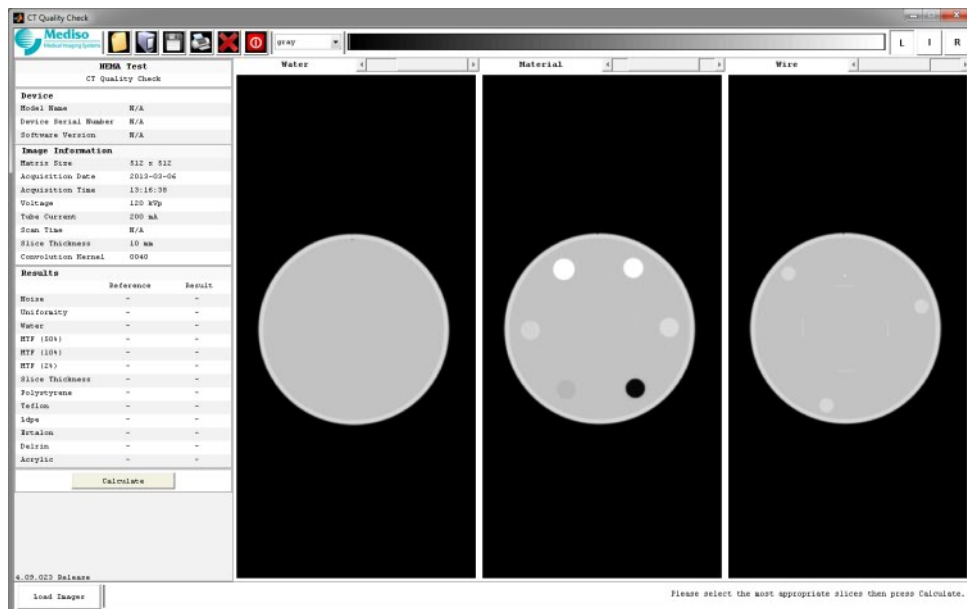 CT Quality Check
Mediso
Medical Imaging Systems
gray
L I R
NEMA Test
CT Quality Check
Water
Material
Wire
Device
Model Name N/A
Device Serial Number N/A
Software Version N/A
Image Information
Matrix Size 512 x 512
Acquisition Date 2013-03-06
Acquisition Time 13:16:38
Voltage 120 kVp
Tube Current 200 mA
Scan Time N/A
Slice Thickness 10 mm
Convolution Kernel 0040
Results
Reference Result
Noise - -
Uniformity - -
Water - -
MTF (50%) - -
MTF (10%) - -
MTF (2%) - -
Slice Thickness - -
Polystyrene - -
Teflon - -
Ldpe - -
Ertalon - -
Delrin - -
Acrylic - -
Calculate
4.09.023 Release
Load Images
Please select the most appropriate slices then press Calculate.